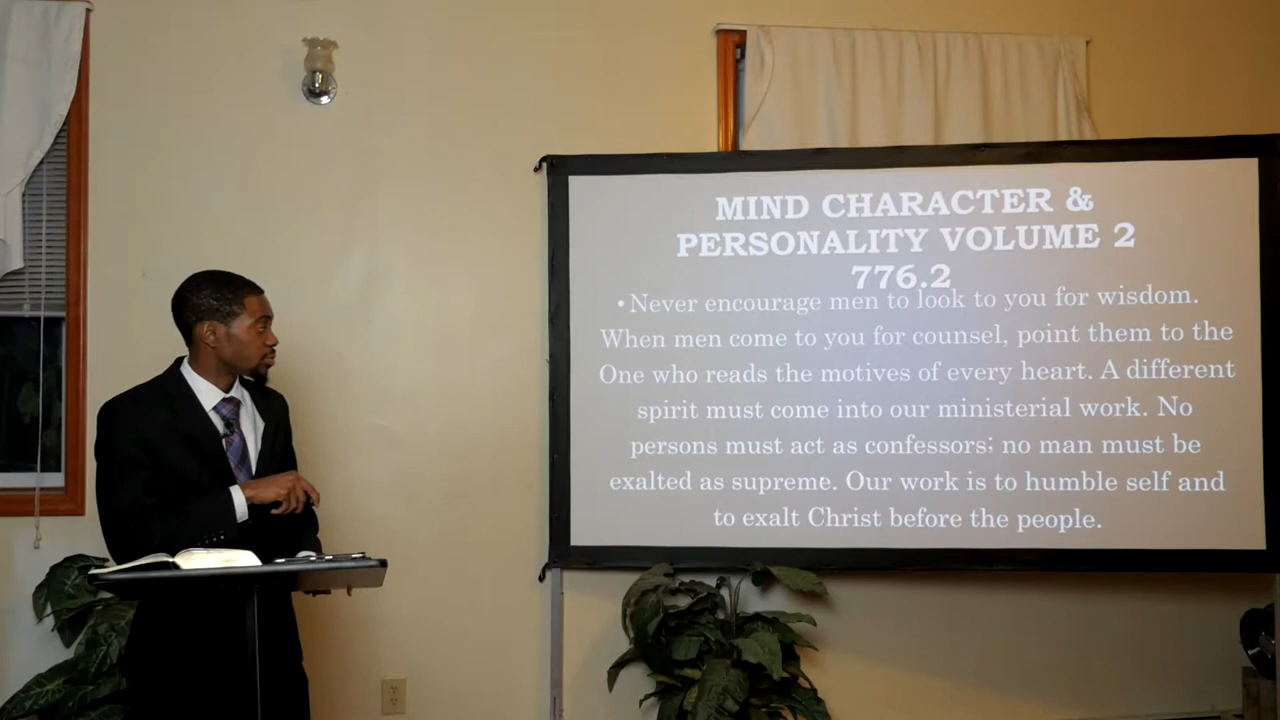 MIND CHARACTER &
PERSONALITY VOLUME 2
776.2
• Never encourage men to look to you for wisdom.
When men come to you for counsel, point them to the
One who reads the motives of every heart. A different
spirit must come into our ministerial work. No
persons must act as confessors; no man must be
exalted as supreme. Our work is to humble self and
to exalt Christ before the people.